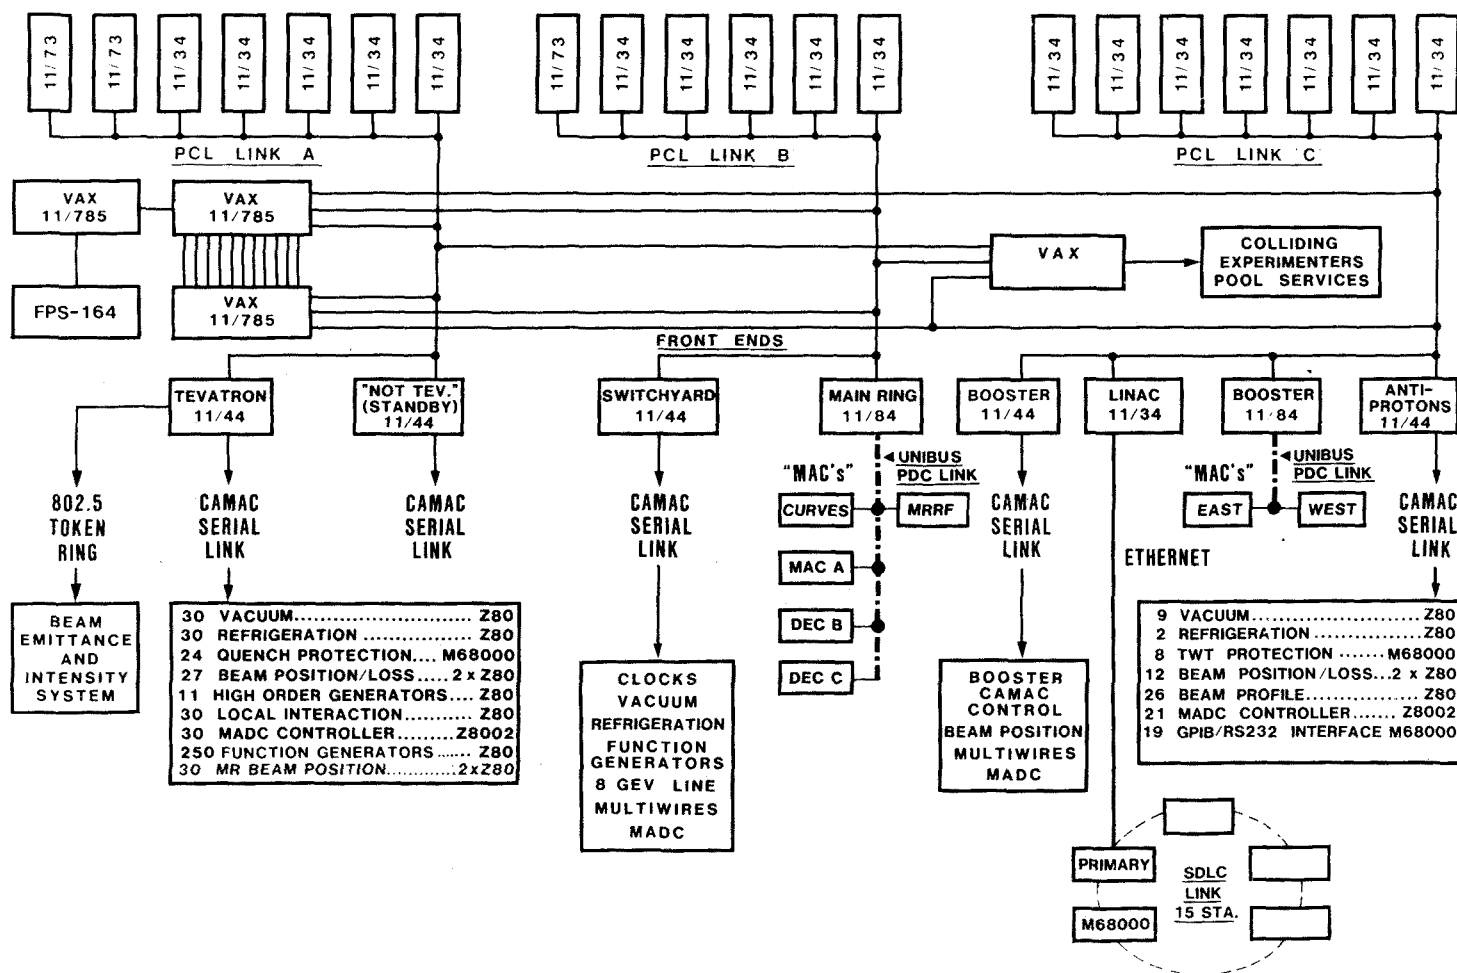 11/73
11/73
11/34
11/34
11/34
11/34
11/34
11/73
11/34
11/34
11/34
11/34
11/34
11/34
11/34
11/34
11/34
11/34
11/34
11/34
PCL LINK A
PCL LINK B
PCL LINK C
VAX
11/785
VAX
11/785
FPS-164
VAX
11/785
VAX
COLLIDING
EXPERIMENTERS
POOL SERVICES
FRONT ENDS
TEVATRON
11/44
"NOT TEV."
(STANDBY)
11/44
SWITCHYARD
11/44
MAIN RING
11/84
BOOSTER
11/44
LINAC
11/34
BOOSTER
11/84
ANTI-
PROTONS
11/44
802.5
TOKEN
RING
CAMAC
SERIAL
LINK
CAMAC
SERIAL
LINK
CAMAC
SERIAL
LINK
UNIBUS
PDC LINK
"MAC's"
CURVES
MRRF
MAC A
DEC B
DEC C
CAMAC
SERIAL
LINK
ETHERNET
UNIBUS
PDC LINK
"MAC's"
EAST
WEST
CAMAC
SERIAL
LINK
BEAM
EMITTANCE
AND
INTENSITY
SYSTEM
30 VACUUM.......................... Z80
30 REFRIGERATION ................ Z80
24 QUENCH PROTECTION.... M68000
27 BEAM POSITION/LOSS..... 2 x Z80
11 HIGH ORDER GENERATORS.... Z80
30 LOCAL INTERACTION.......... Z80
30 MADC CONTROLLER........ Z8002
250 FUNCTION GENERATORS ....... Z80
30 MR BEAM POSITION............2xZ80
CLOCKS
VACUUM
REFRIGERATION
FUNCTION
GENERATORS
8 GEV LINE
MULTIWIRES
MADC
BOOSTER
CAMAC
CONTROL
BEAM POSITION
MULTIWIRES
MADC
9 VACUUM..........................Z80
2 REFRIGERATION ................Z80
8 TWT PROTECTION .......M68000
12 BEAM POSITION/LOSS...2 x Z80
26 BEAM PROFILE..................Z80
21 MADC CONTROLLER....... Z8002
19 GPIB/RS232 INTERFACE M68000
PRIMARY
M68000
SDLC
LINK
15 STA.